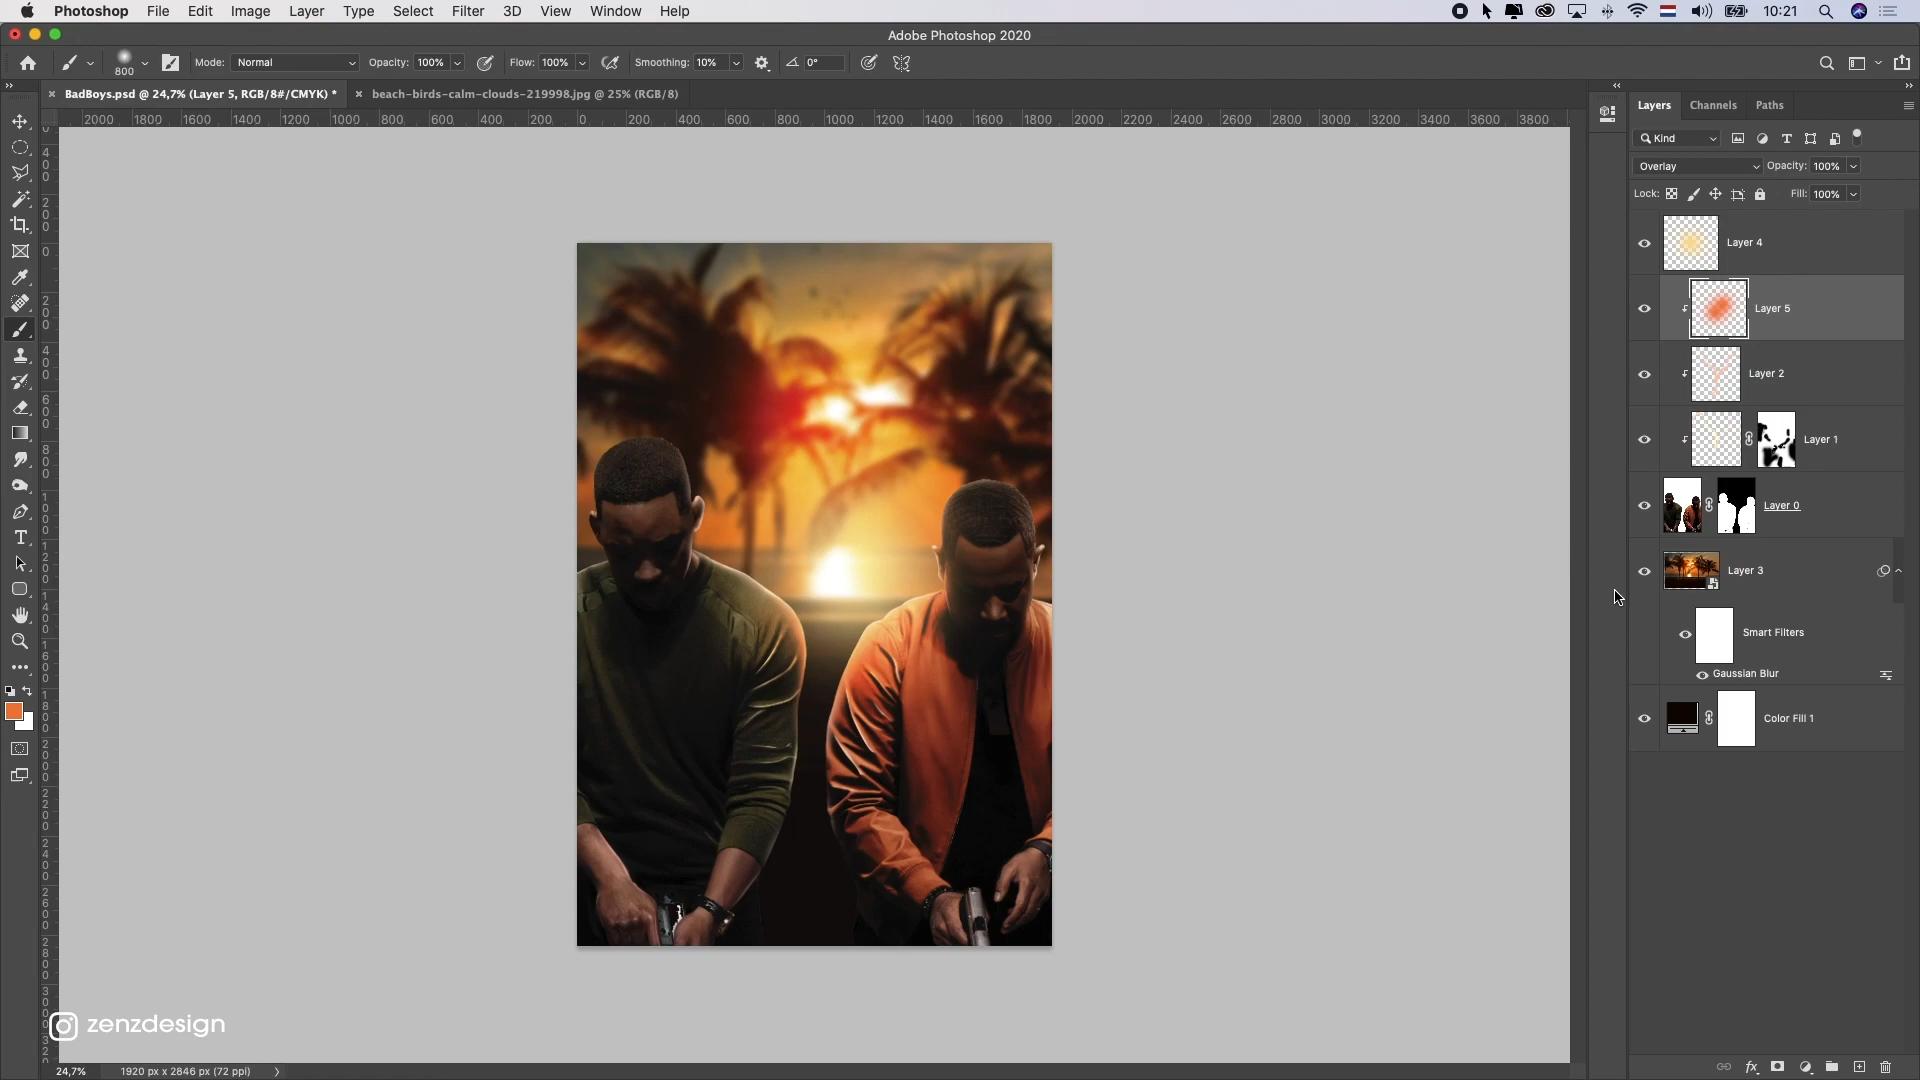 Photoshop File Edit Image Layer Type Select Filter 3D View Window Help 10:21
Adobe Photoshop 2020
800 Mode: Normal Opacity: 100% Flow: 100% Smoothing: 10% 0°
BadBoys.psd @ 24,7% (Layer 5, RGB/8#/CMYK) * beach-birds-calm-clouds-219998.jpg @ 25% (RGB/8)
2000 1800 1600 1400 1200 1000 800 600 400 200 0 200 400 600 800 1000 1200 1400 1600 1800 2000 2200 2400 2600 2800 3000 3200 3400 3600 3800
Layers Channels Paths
Kind
Overlay Opacity: 100%
Lock: Fill: 100%
Layer 4
Layer 5
Layer 2
Layer 1
Layer 0
Layer 3
Smart Filters
Gaussian Blur
Color Fill 1
zenzdesign
24,7% 1920 px x 2846 px (72 ppi)